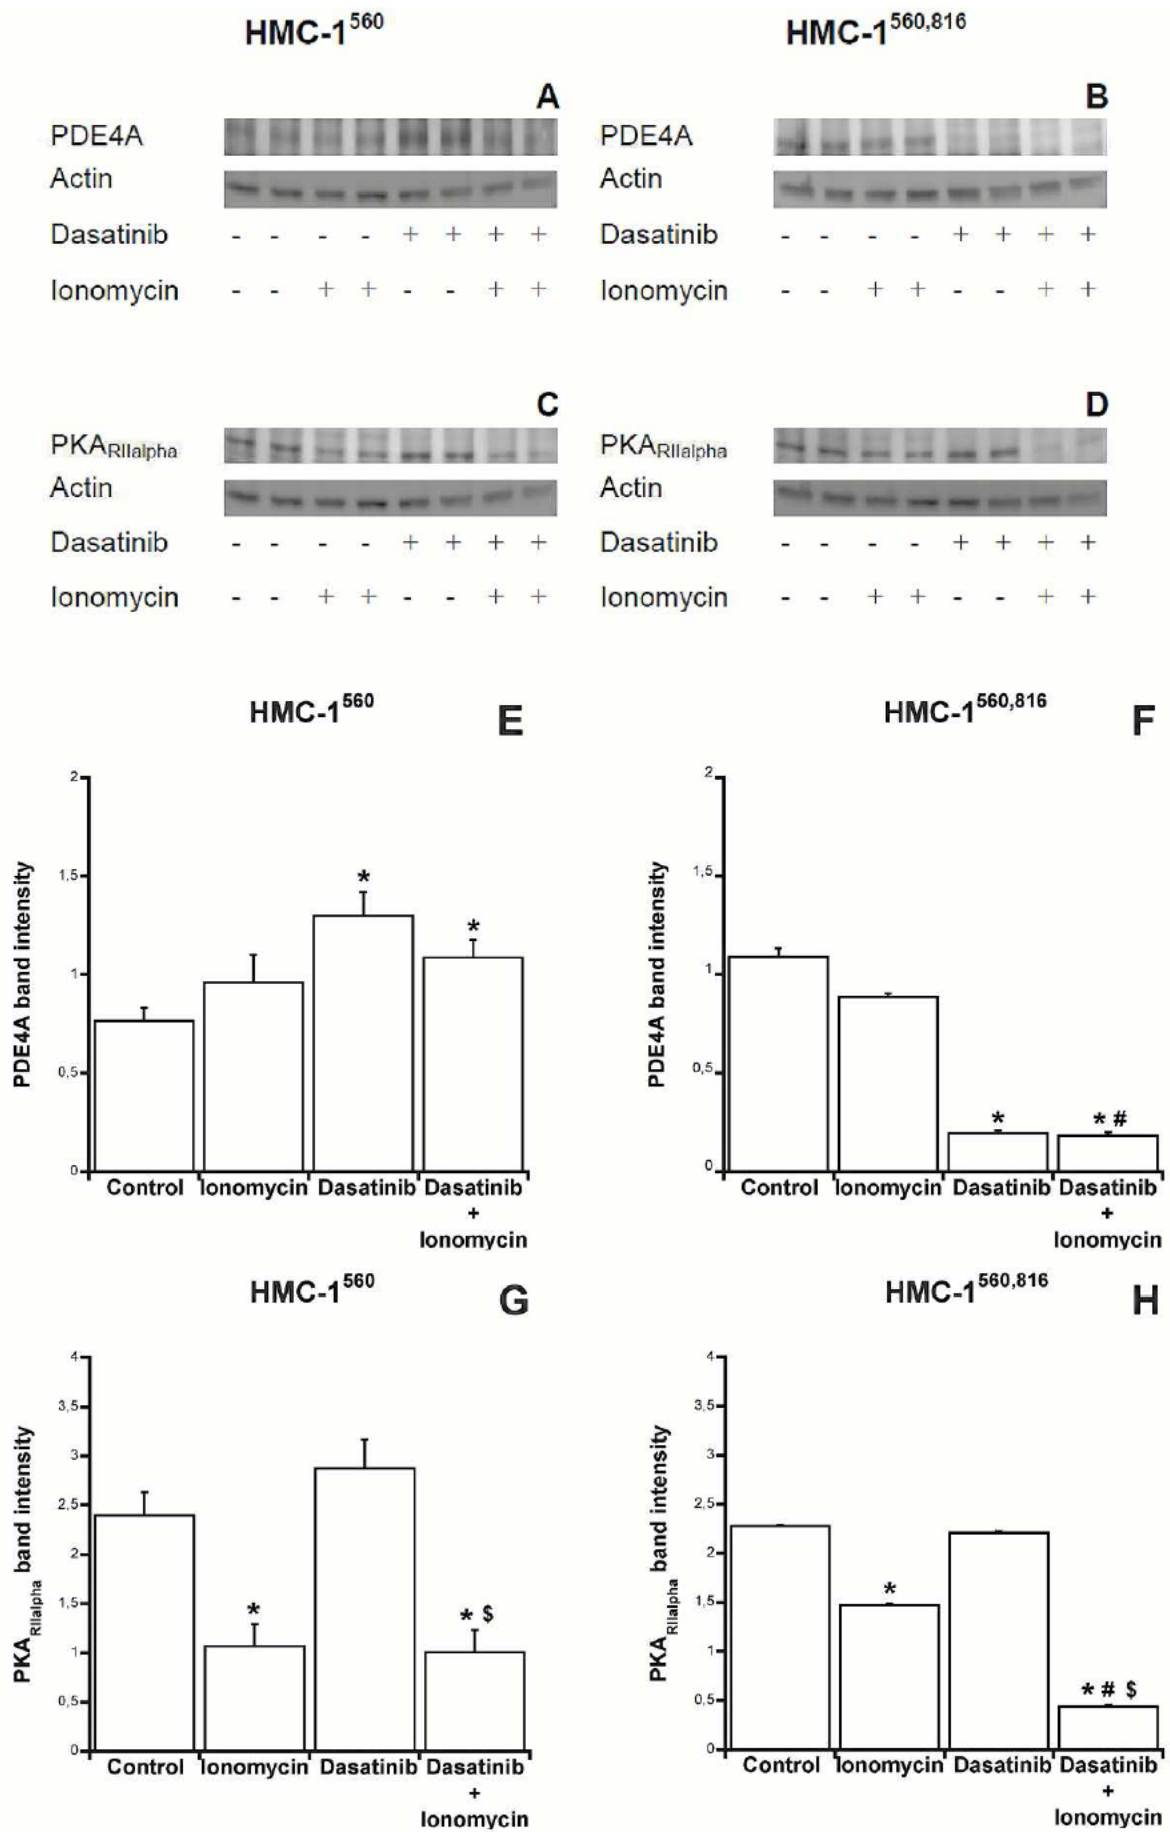 HMC-1560 HMC-1560,816
A B
PDE4A PDE4A
Actin Actin
Dasatinib - - - - + + + + Dasatinib - - - - + + + +
Ionomycin - - + + - - + + Ionomycin - - + + - - + +
C D
PKARIIalpha PKARIIalpha
Actin Actin
Dasatinib - - - - + + + + Dasatinib - - - - + + + +
Ionomycin - - + + - - + + Ionomycin - - + + - - + +
HMC-1560 E
PDE4A band intensity
2
1,5
1
0,5
0
*
*
Control Ionomycin Dasatinib Dasatinib
+
Ionomycin
HMC-1560,816 F
PDE4A band intensity
2
1,5
1
0,5
0
* * #
Control Ionomycin Dasatinib Dasatinib
+
Ionomycin
HMC-1560 G
PKARIIalpha band intensity
4
3,5
3
2,5
2
1,5
1
0,5
0
* * $
Control Ionomycin Dasatinib Dasatinib
+
Ionomycin
HMC-1560,816 H
PKARIIalpha band intensity
4
3,5
3
2,5
2
1,5
1
0,5
0
*
* # $
Control Ionomycin Dasatinib Dasatinib
+
Ionomycin